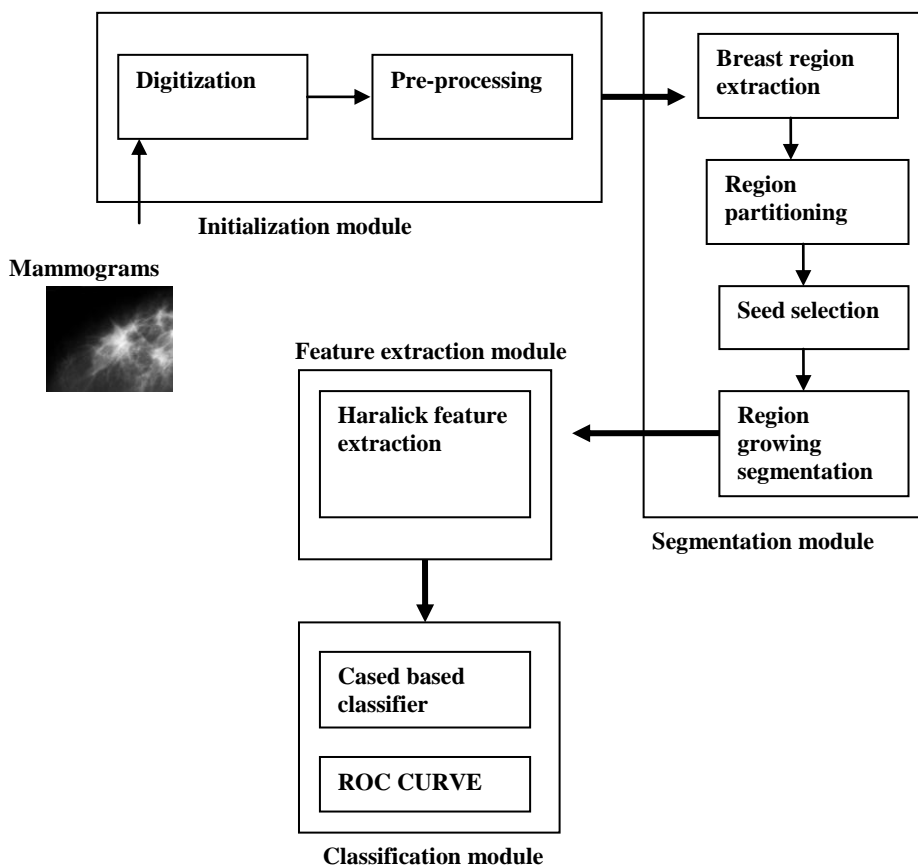 Digitization
Pre-processing
Initialization module
Mammograms
Breast region
extraction
Region
partitioning
Seed selection
Region
growing
segmentation
Segmentation module
Feature extraction module
Haralick feature
extraction
Cased based
classifier
ROC CURVE
Classification module